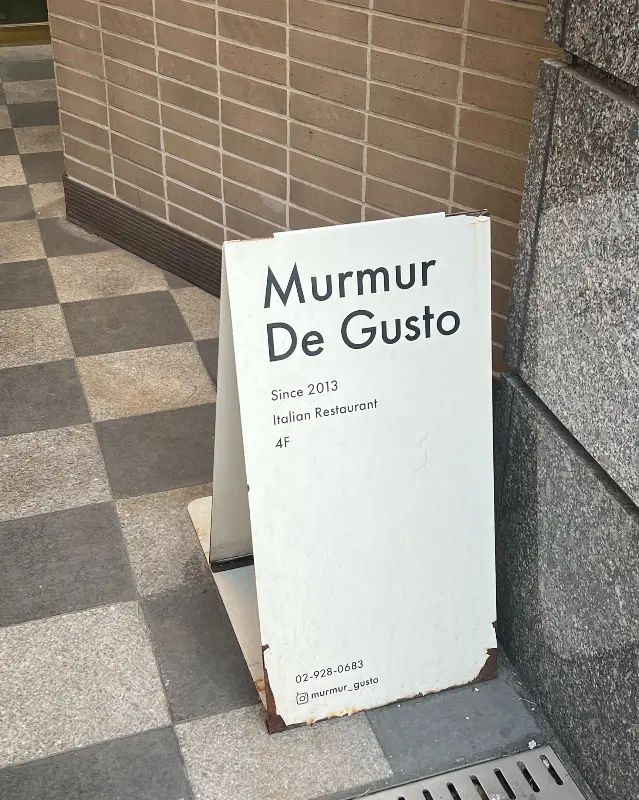 Murmur
De Gusto
Since 2013
Italian Restaurant
4F
02-928-0683
murmur_gusto